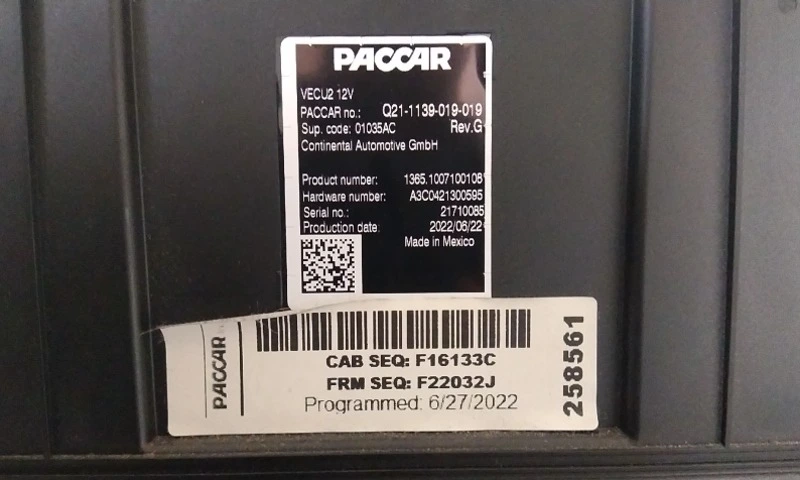 PACCAR
VECU2 12V
PACCAR no.: Q21-1139-019-019
Sup. code: 01035AC Rev.G
Continental Automotive GmbH
Product number: 1365.1007100108
Hardware number: A3C0421300595
Serial no.: 21710085
Production date: 2022/06/22
Made in Mexico
PACCAR
CAB SEQ: F16133C
FRM SEQ: F22032J
Programmed: 6/27/2022
258561